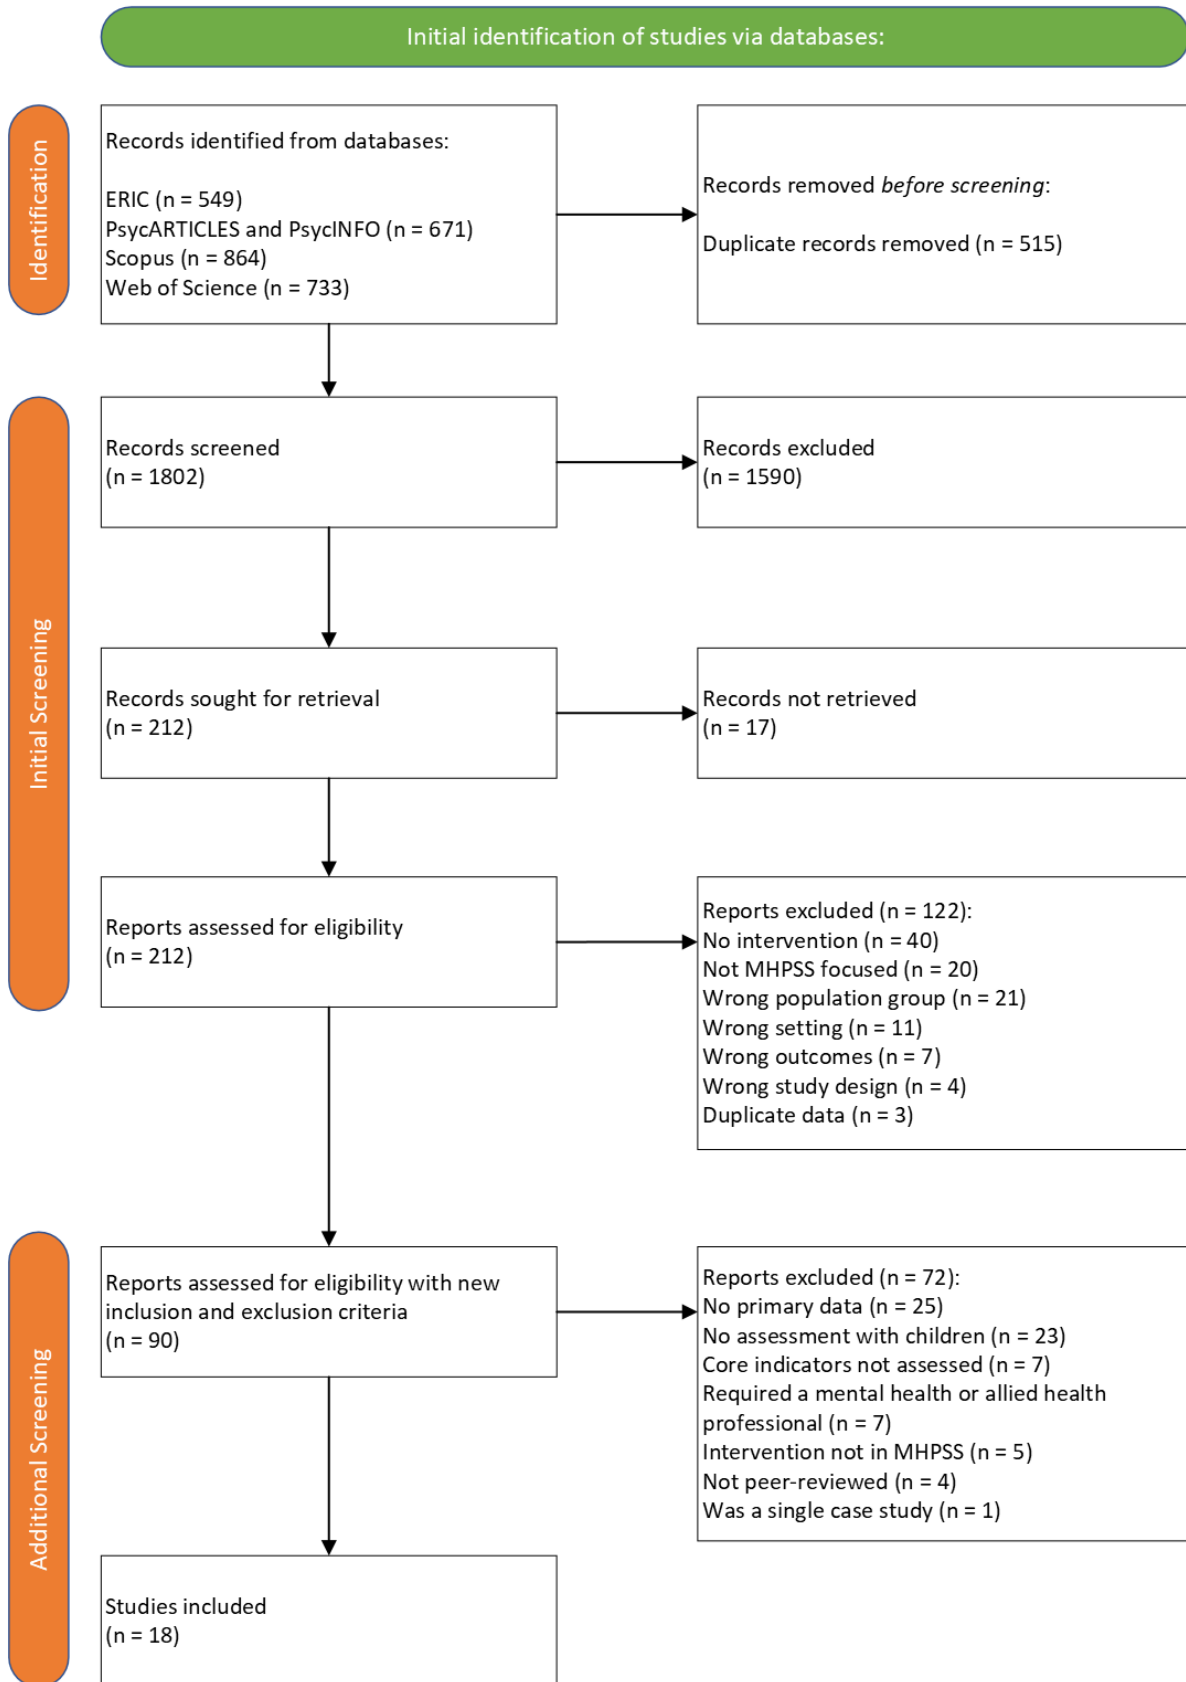 Initial identification of studies via databases:
Identification
Records identified from databases:
ERIC (n = 549)
PsycARTICLES and PsycINFO (n = 671)
Scopus (n = 864)
Web of Science (n = 733)
Records removed before screening:
Duplicate records removed (n = 515)
Initial Screening
Records screened
(n = 1802)
Records excluded
(n = 1590)
Records sought for retrieval
(n = 212)
Records not retrieved
(n = 17)
Reports assessed for eligibility
(n = 212)
Reports excluded (n = 122):
No intervention (n = 40)
Not MHPSS focused (n = 20)
Wrong population group (n = 21)
Wrong setting (n = 11)
Wrong outcomes (n = 7)
Wrong study design (n = 4)
Duplicate data (n = 3)
Additional Screening
Reports assessed for eligibility with new
inclusion and exclusion criteria
(n = 90)
Reports excluded (n = 72):
No primary data (n = 25)
No assessment with children (n = 23)
Core indicators not assessed (n = 7)
Required a mental health or allied health
professional (n = 7)
Intervention not in MHPSS (n = 5)
Not peer-reviewed (n = 4)
Was a single case study (n = 1)
Studies included
(n = 18)